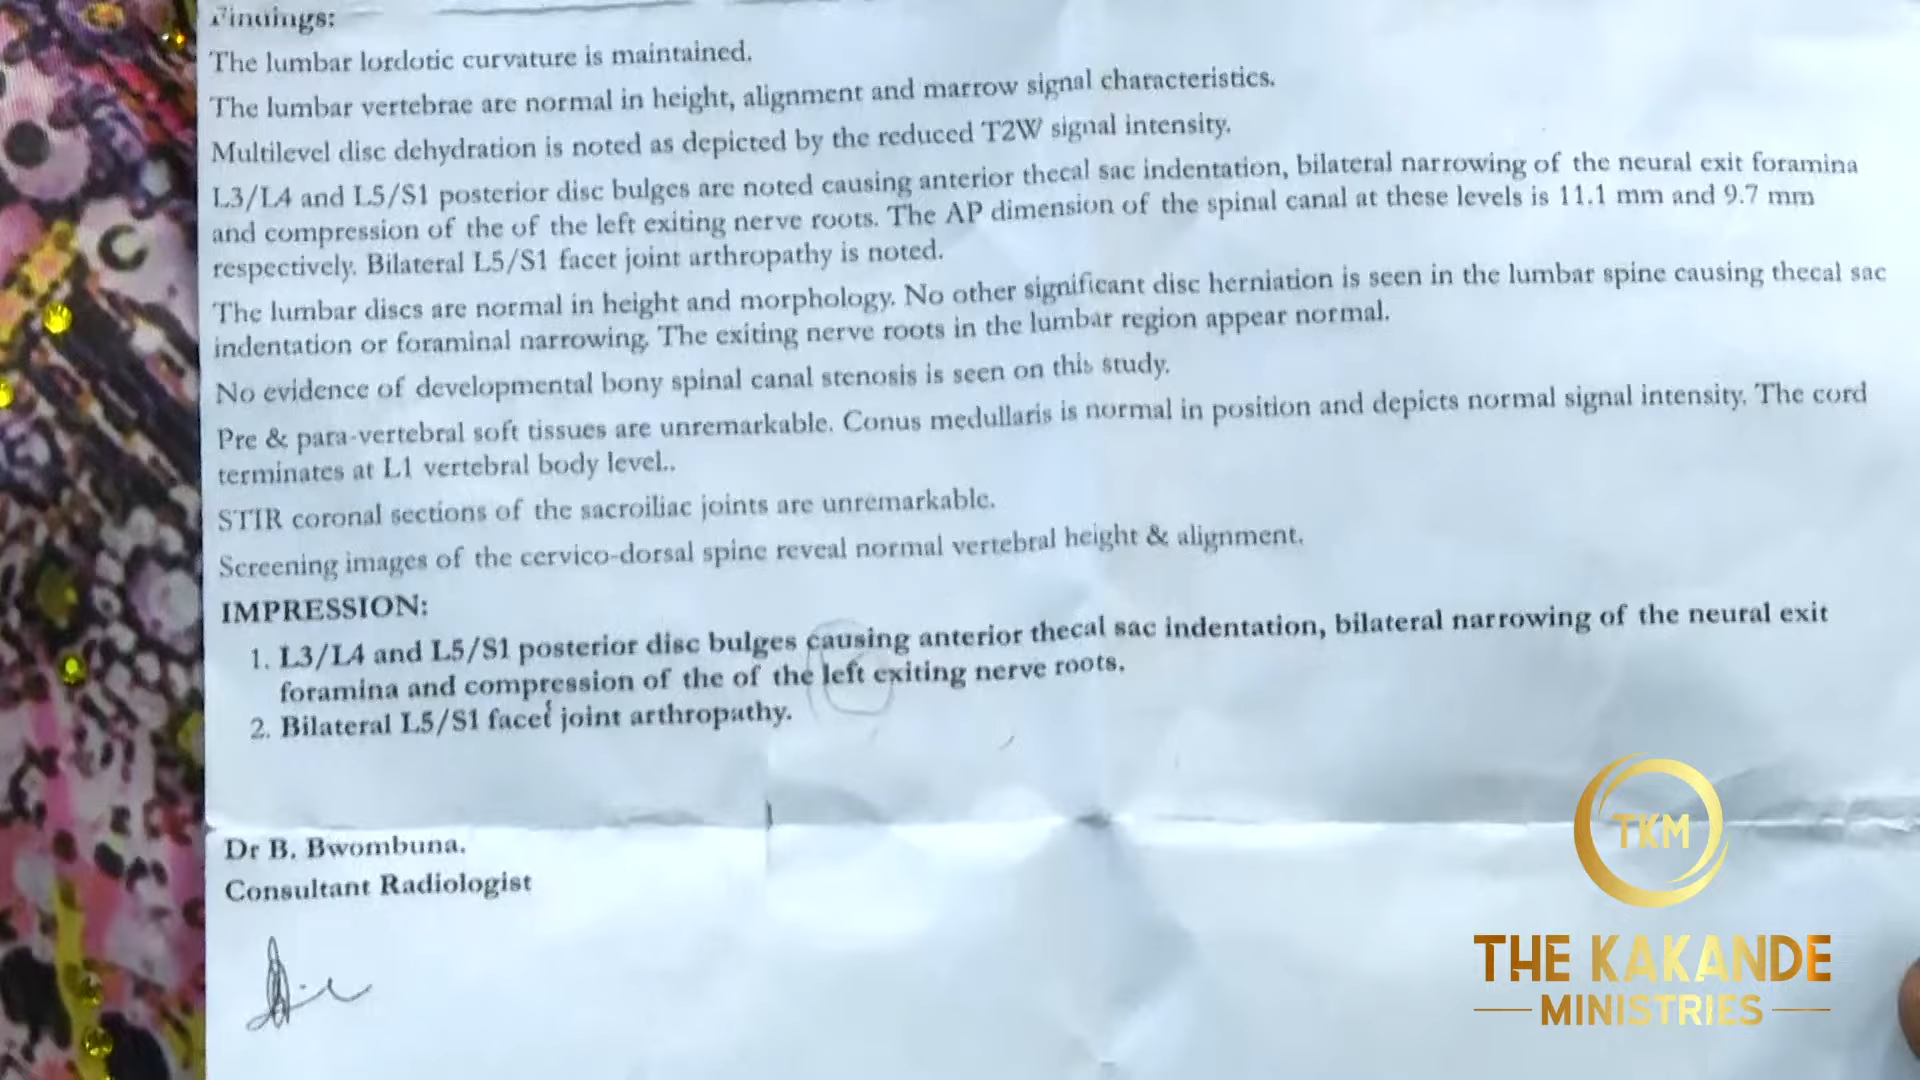 Findings:
The lumbar lordotic curvature is maintained.
The lumbar vertebrae are normal in height, alignment and marrow signal characteristics.
Multilevel disc dehydration is noted as depicted by the reduced T2W signal intensity.
L3/L4 and L5/S1 posterior disc bulges are noted causing anterior thecal sac indentation, bilateral narrowing of the neural exit foramina
and compression of the of the left exiting nerve roots. The AP dimension of the spinal canal at these levels is 11.1 mm and 9.7 mm
respectively. Bilateral L5/S1 facet joint arthropathy is noted.
The lumbar discs are normal in height and morphology. No other significant disc herniation is seen in the lumbar spine causing thecal sac
indentation or foraminal narrowing. The exiting nerve roots in the lumbar region appear normal.
No evidence of developmental bony spinal canal stenosis is seen on this study.
Pre & para-vertebral soft tissues are unremarkable. Conus medullaris is normal in position and depicts normal signal intensity. The cord
terminates at L1 vertebral body level..
STIR coronal sections of the sacroiliac joints are unremarkable.
Screening images of the cervico-dorsal spine reveal normal vertebral height & alignment.
IMPRESSION:
1. L3/L4 and L5/S1 posterior disc bulges causing anterior thecal sac indentation, bilateral narrowing of the neural exit
foramina and compression of the of the left exiting nerve roots.
2. Bilateral L5/S1 facet joint arthropathy.
Dr B. Bwombuna.
Consultant Radiologist
TKM
THE KAKANDE
MINISTRIES